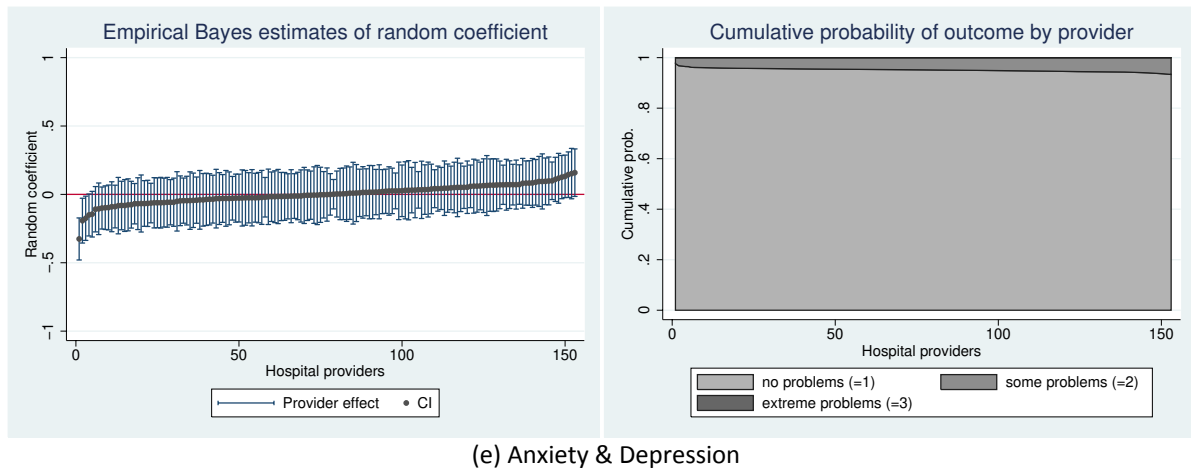 Empirical Bayes estimates of random coefficient
1
.5
0
-.5
-1
Random coefficient
0
50
100
150
Hospital providers
Provider effect
CI
Cumulative probability of outcome by provider
1
.8
.6
.4
.2
0
Cumulative prob.
0
50
100
150
Hospital providers
no problems (=1)
some problems (=2)
extreme problems (=3)
(e) Anxiety & Depression